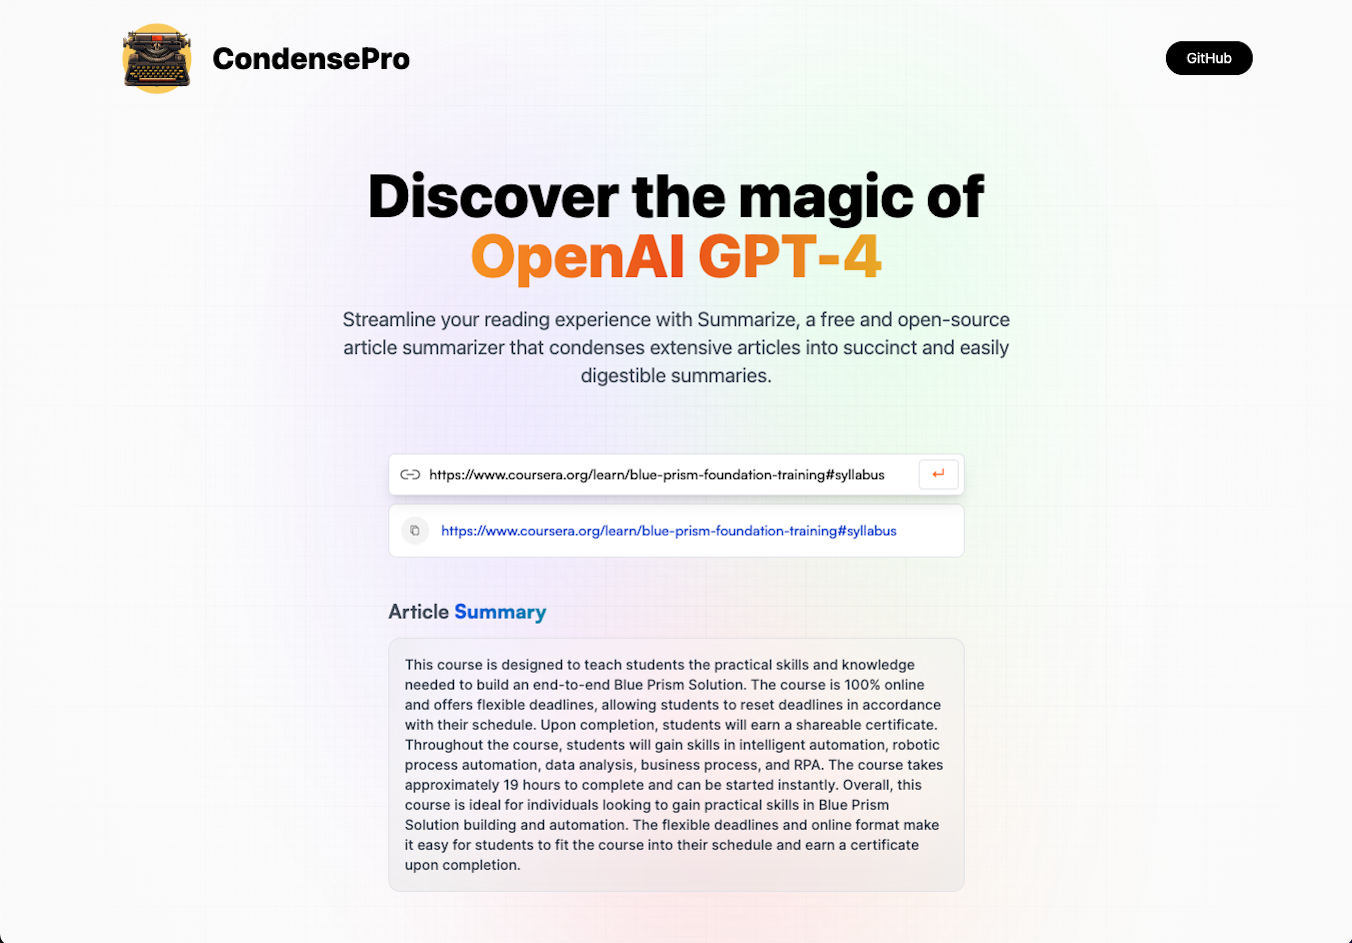 CondensePro
GitHub
Discover the magic of
OpenAI GPT-4
Streamline your reading experience with Summarize, a free and open-source
article summarizer that condenses extensive articles into succinct and easily
digestible summaries.
https://www.coursera.org/learn/blue-prism-foundation-training#syllabus
https://www.coursera.org/learn/blue-prism-foundation-training#syllabus
Article Summary
This course is designed to teach students the practical skills and knowledge
needed to build an end-to-end Blue Prism Solution. The course is 100% online
and offers flexible deadlines, allowing students to reset deadlines in accordance
with their schedule. Upon completion, students will earn a shareable certificate.
Throughout the course, students will gain skills in intelligent automation, robotic
process automation, data analysis, business process, and RPA. The course takes
approximately 19 hours to complete and can be started instantly. Overall, this
course is ideal for individuals looking to gain practical skills in Blue Prism
Solution building and automation. The flexible deadlines and online format make
it easy for students to fit the course into their schedule and earn a certificate
upon completion.